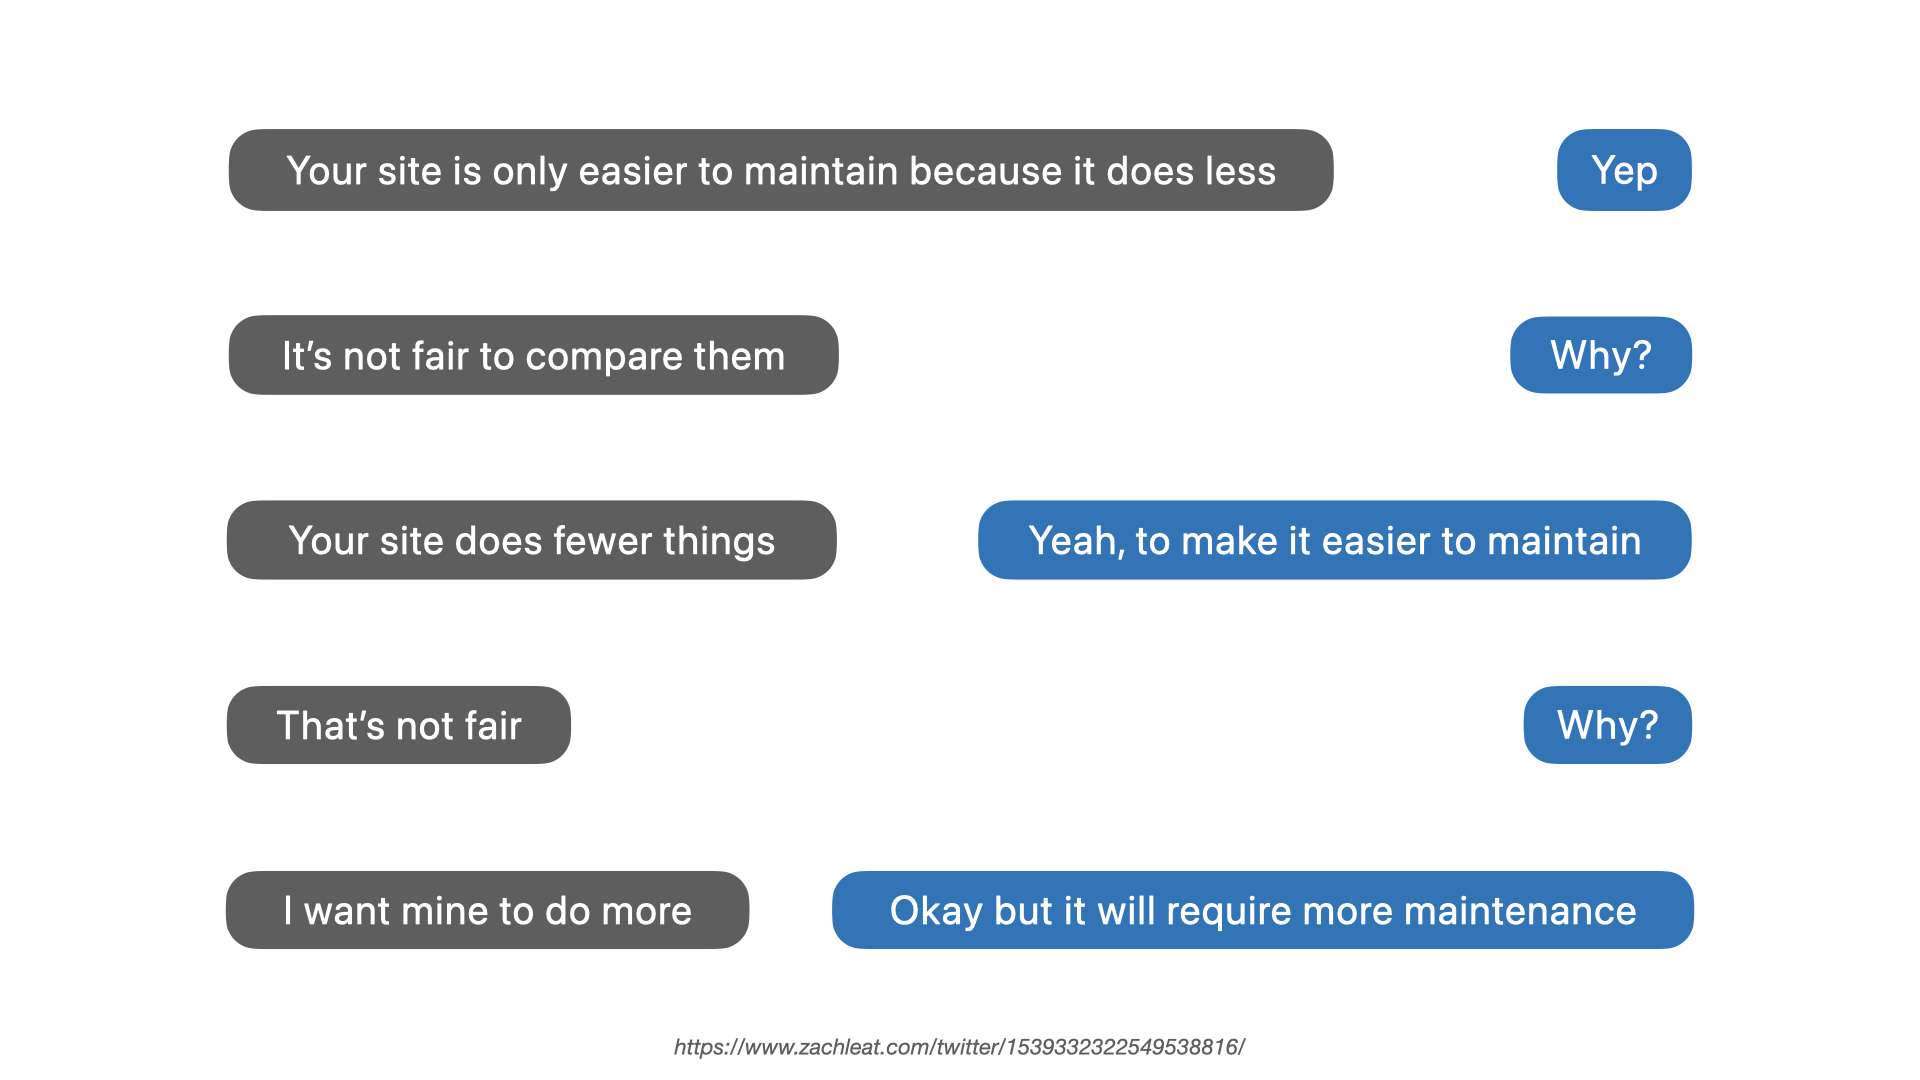 Your site is only easier to maintain because it does less
Yep
It’s not fair to compare them
Why?
Your site does fewer things
Yeah, to make it easier to maintain
That’s not fair
Why?
I want mine to do more
Okay but it will require more maintenance
https://www.zachleat.com/twitter/1539332322549538816/